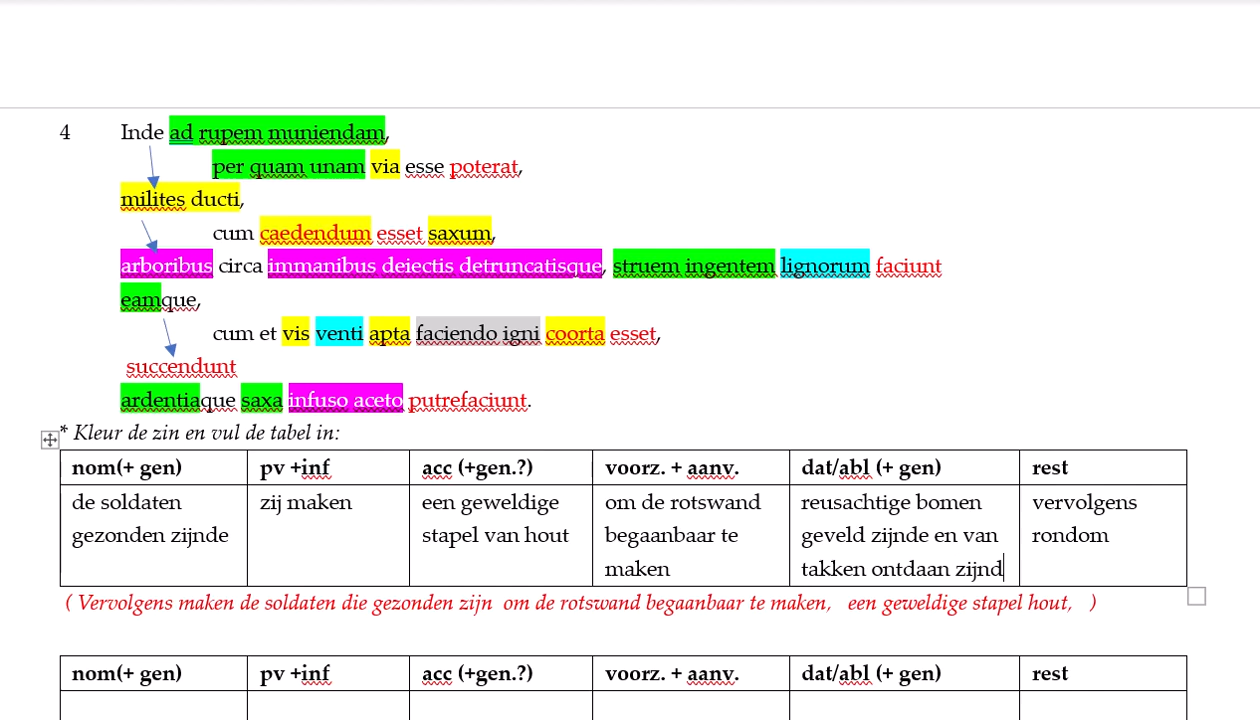 4 Inde ad rupem muniendam,
per quam unam via esse poterat,
milites ducti,
cum caedendum esset saxum,
arboribus circa immanibus deiectis detruncatisque, struem ingentem lignorum faciunt
eamque,
cum et vis venti apta faciendo igni coorta esset,
succendunt
ardentiaque saxa infuso aceto putrefaciunt.
* Kleur de zin en vul de tabel in:
nom(+ gen) pv +inf acc (+gen.?) voorz. + aanv. dat/abl (+ gen) rest
de soldaten zij maken een geweldige om de rotswand reusachtige bomen vervolgens
gezonden zijnde stapel van hout begaanbaar te geveld zijnde en van rondom
maken takken ontdaan zijnd
( Vervolgens maken de soldaten die gezonden zijn om de rotswand begaanbaar te maken, een geweldige stapel hout, )
nom(+ gen) pv +inf acc (+gen.?) voorz. + aanv. dat/abl (+ gen) rest